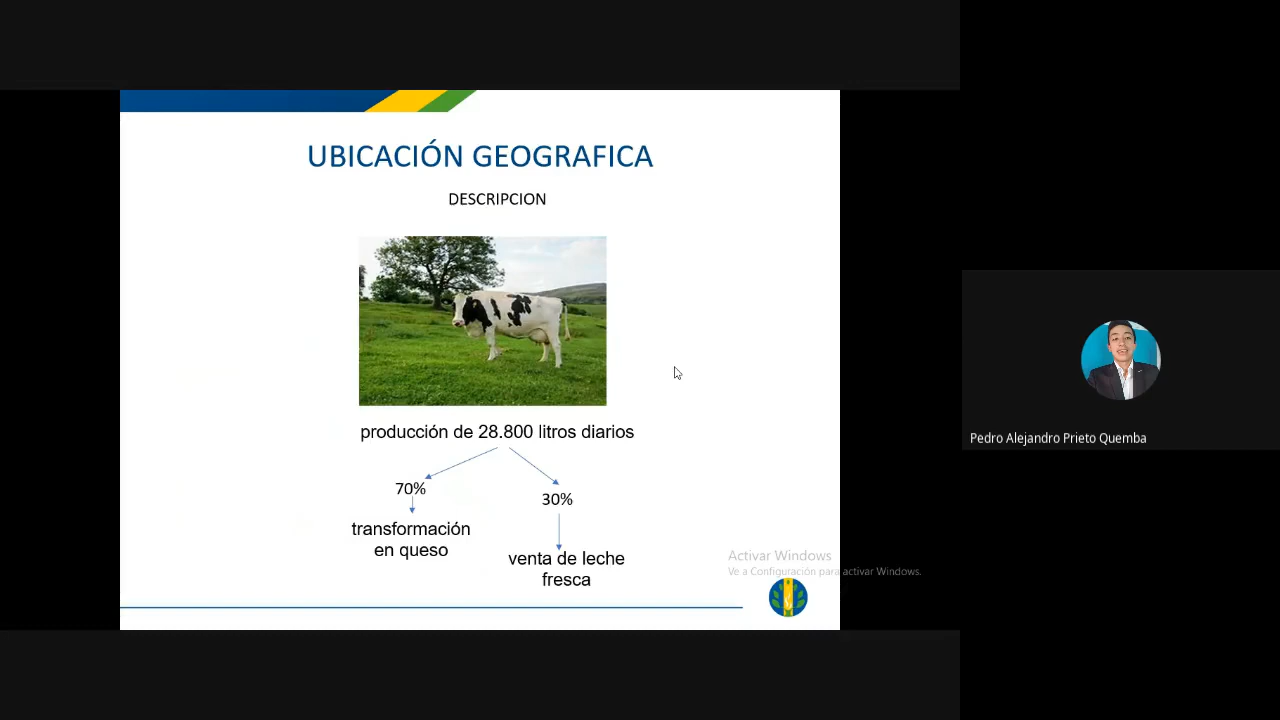 UBICACIÓN GEOGRAFICA
DESCRIPCION
producción de 28.800 litros diarios
70%
30%
transformación
en queso
venta de leche
fresca
Activar Windows
Ve a Configuración para activar Windows.
Pedro Alejandro Prieto Quemba